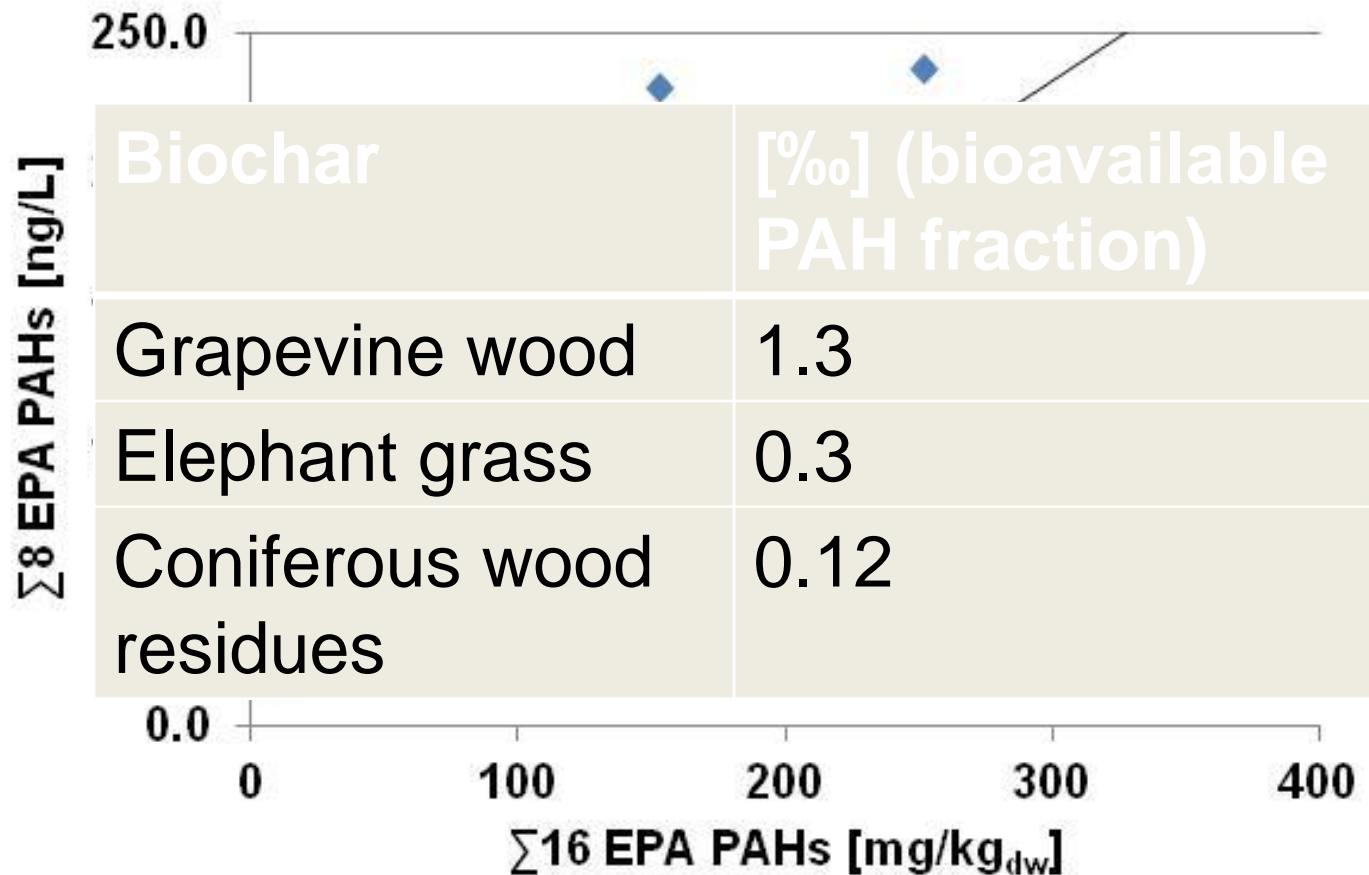 250.0
∑8 EPA PAHs [ng/L]
Biochar
[‰] (bioavailable
PAH fraction)
Grapevine wood
1.3
Elephant grass
0.3
Coniferous wood
residues
0.12
0.0
0
100
200
300
400
∑16 EPA PAHs [mg/kgdw]